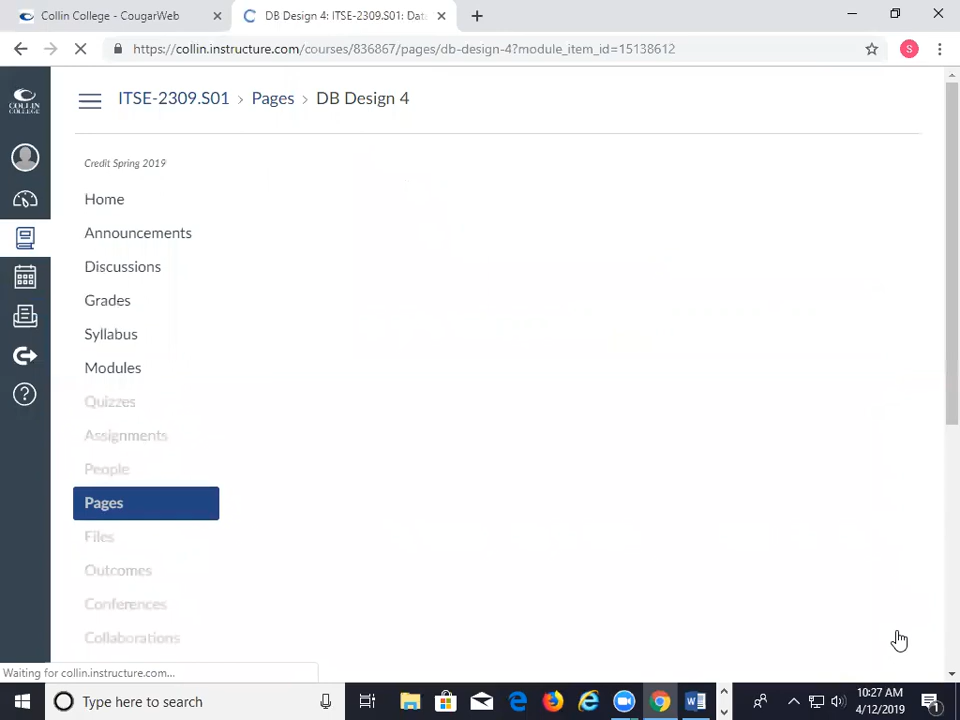 Collin College - CougarWeb
DB Design 4: ITSE-2309.S01: Dat
https://collin.instructure.com/courses/836867/pages/db-design-4?module_item_id=15138612
S
COLLIN
COLLEGE
ITSE-2309.S01 › Pages › DB Design 4
Credit Spring 2019
Home
Announcements
Discussions
Grades
Syllabus
Modules
Quizzes
Assignments
People
Pages
Files
Outcomes
Conferences
Collaborations
Waiting for collin.instructure.com...
Type here to search
10:27 AM
4/12/2019
1